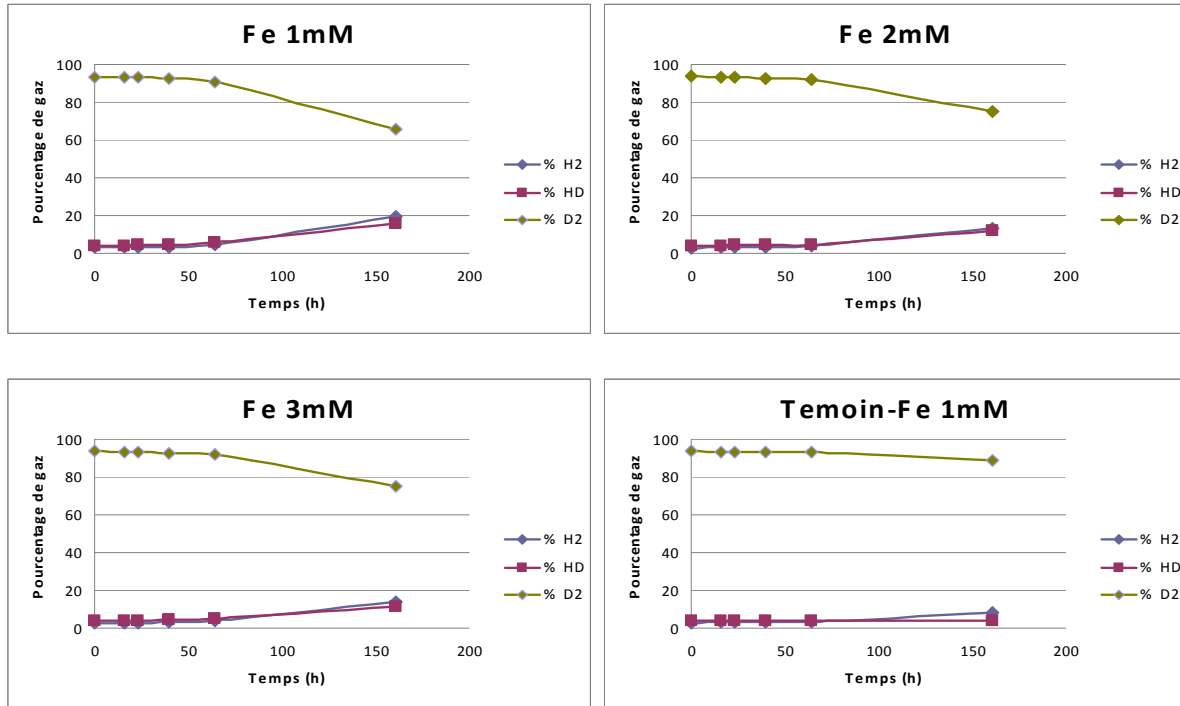 Fe 1mM
Pourcentage de gaz
100
80
60
40
20
0
0 50 100 150 200
Temps (h)
% H2
% HD
% D2
Fe 2mM
Pourcentage de gaz
100
80
60
40
20
0
0 50 100 150 200
Temps (h)
% H2
% HD
% D2
Fe 3mM
Pourcentage de gaz
100
80
60
40
20
0
0 50 100 150 200
Temps (h)
% H2
% HD
% D2
Temoin-Fe 1mM
Pourcentage de gaz
100
80
60
40
20
0
0 50 100 150 200
Temps (h)
% H2
% HD
% D2